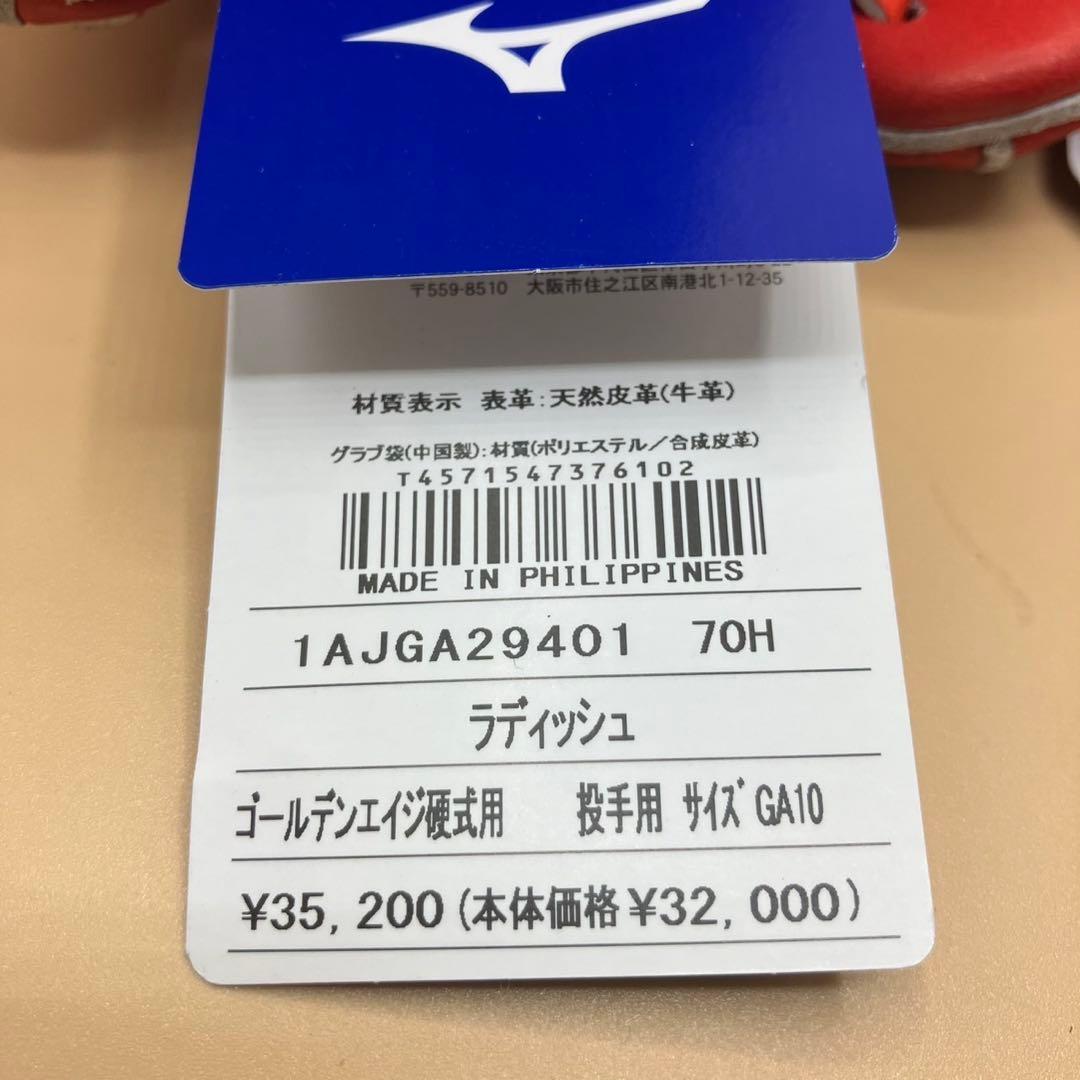 〒559-8510 大阪市住之江区南港北1-12-35
材質表示 表革:天然皮革(牛革)
グラブ袋(中国製):材質(ポリエステル/合成皮革)
T4571547376102
MADE IN PHILIPPINES
1AJGA29401 70H
ラディッシュ
ゴールデンエイジ硬式用 投手用 サイズ GA10
¥35,200(本体価格¥32,000)